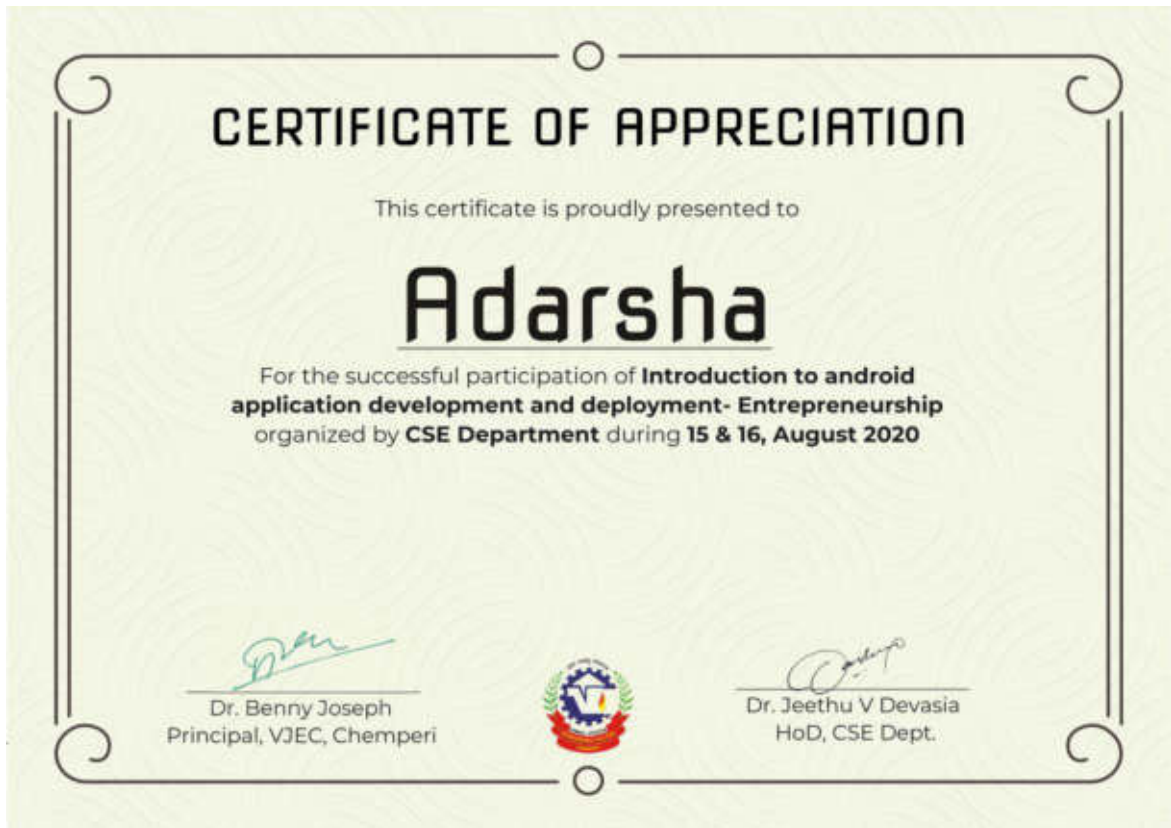 CERTIFICATE OF APPRECIATION
This certificate is proudly presented to
Adarsha
For the successful participation of Introduction to android
application development and deployment- Entrepreneurship
organized by CSE Department during 15 & 16, August 2020
Dr. Benny Joseph
Principal, VJEC, Chemperi
Dr. Jeethu V Devasia
HoD, CSE Dept.